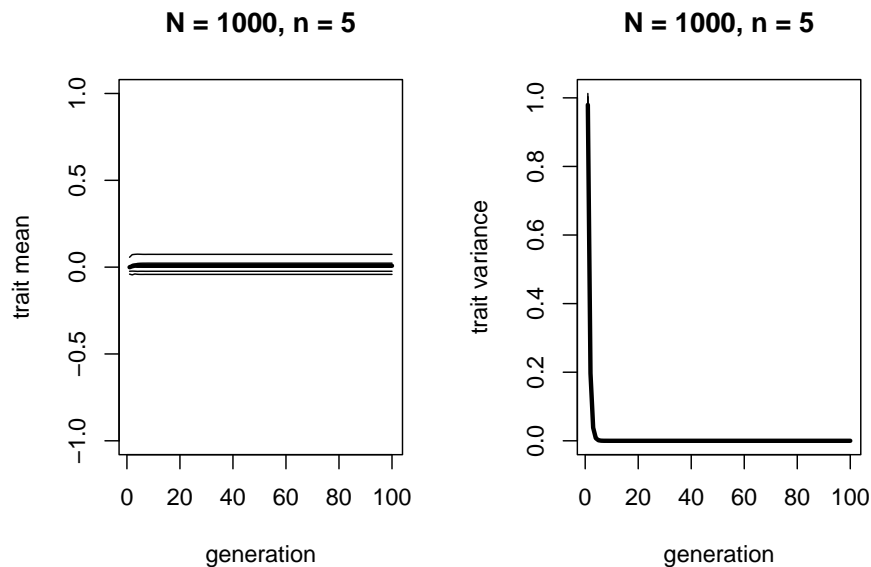 N = 1000, n = 5
trait mean
1.0
0.5
0.0
−0.5
−1.0
0 20 40 60 80 100
generation
N = 1000, n = 5
trait variance
1.0
0.8
0.6
0.4
0.2
0.0
0 20 40 60 80 100
generation